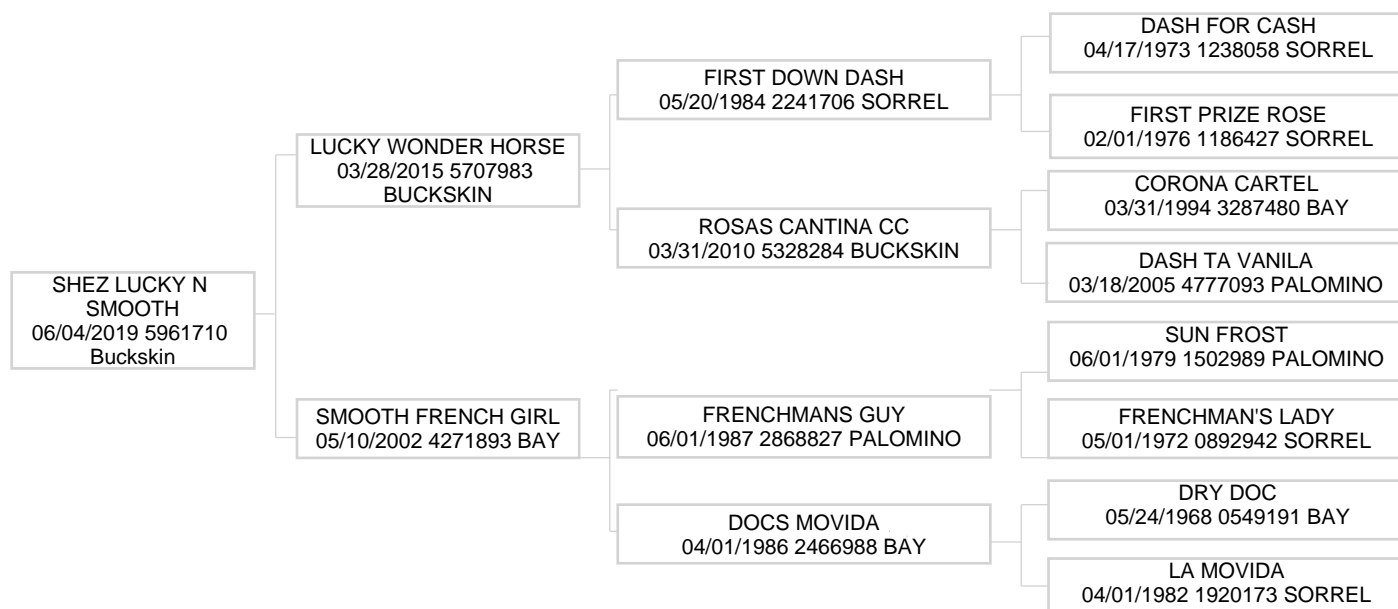 SHEZ LUCKY N
SMOOTH
06/04/2019 5961710
Buckskin
LUCKY WONDER HORSE
03/28/2015 5707983
BUCKSKIN
SMOOTH FRENCH GIRL
05/10/2002 4271893 BAY
FIRST DOWN DASH
05/20/1984 2241706 SORREL
ROSAS CANTINA CC
03/31/2010 5328284 BUCKSKIN
FRENCHMANS GUY
06/01/1987 2868827 PALOMINO
DOCS MOVIDA
04/01/1986 2466988 BAY
DASH FOR CASH
04/17/1973 1238058 SORREL
FIRST PRIZE ROSE
02/01/1976 1186427 SORREL
CORONA CARTEL
03/31/1994 3287480 BAY
DASH TA VANILA
03/18/2005 4777093 PALOMINO
SUN FROST
06/01/1979 1502989 PALOMINO
FRENCHMAN'S LADY
05/01/1972 0892942 SORREL
DRY DOC
05/24/1968 0549191 BAY
LA MOVIDA
04/01/1982 1920173 SORREL